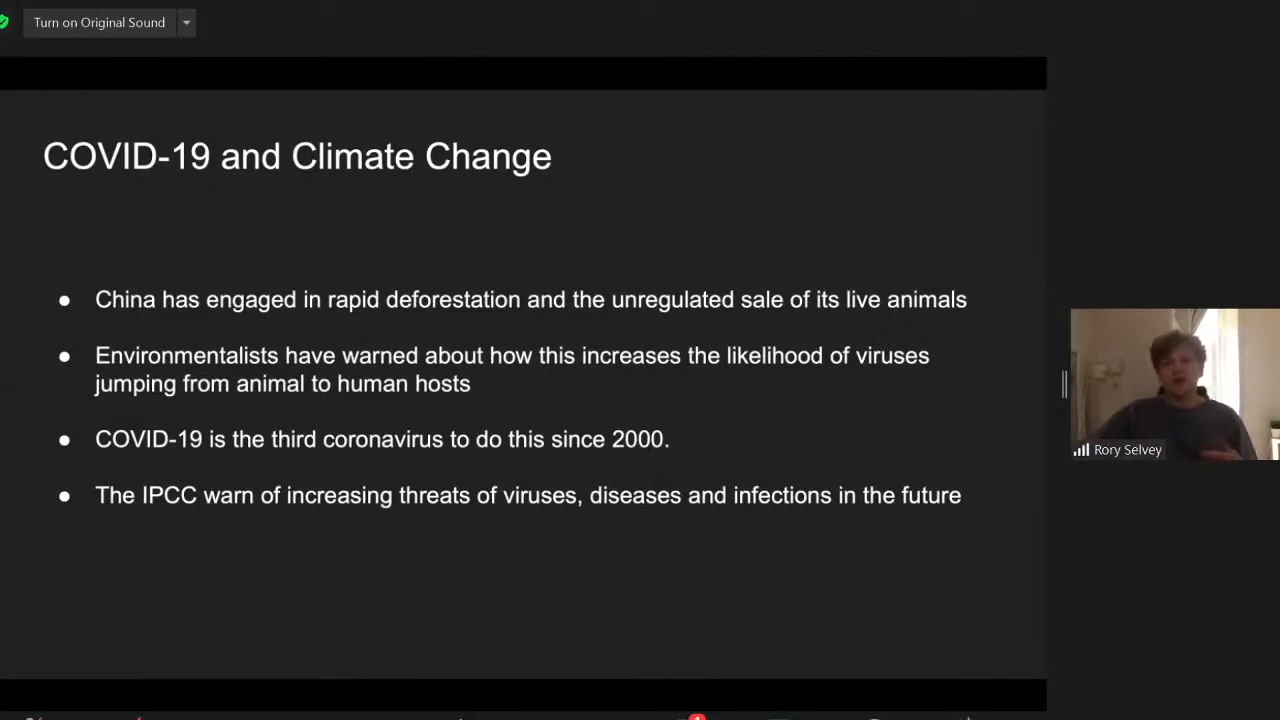 Turn on Original Sound
COVID-19 and Climate Change
● China has engaged in rapid deforestation and the unregulated sale of its live animals
● Environmentalists have warned about how this increases the likelihood of viruses
jumping from animal to human hosts
● COVID-19 is the third coronavirus to do this since 2000.
● The IPCC warn of increasing threats of viruses, diseases and infections in the future
Rory Selvey
1